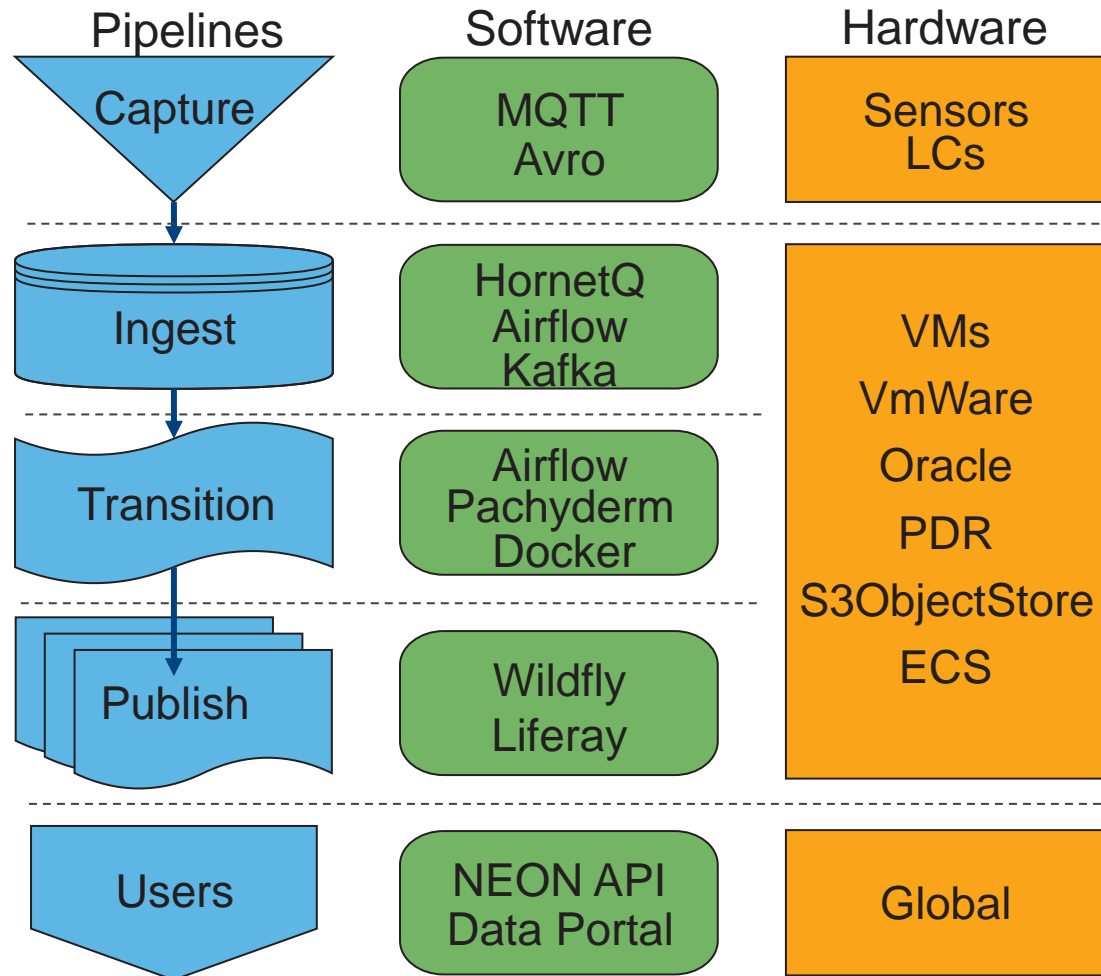 Pipelines
Software
Hardware
Capture
MQTT
Avro
Sensors
LCs
Ingest
HornetQ
Airflow
Kafka
VMs
VmWare
Oracle
PDR
S3ObjectStore
ECS
Transition
Airflow
Pachyderm
Docker
Publish
Wildfly
Liferay
Users
NEON API
Data Portal
Global